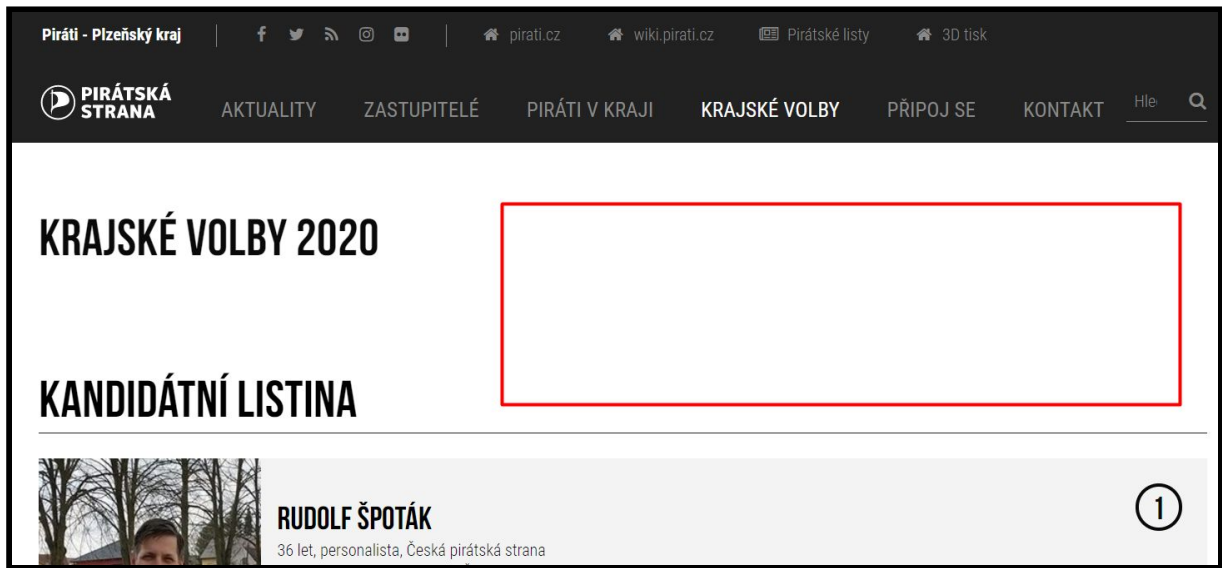 Piráti - Plzeňský kraj
pirati.cz
wiki.pirati.cz
Pirátské listy
3D tisk
PIRÁTSKÁ
STRANA
AKTUALITY
ZASTUPITELÉ
PIRÁTI V KRAJI
KRAJSKÉ VOLBY
PŘIPOJ SE
KONTAKT
Hle
KRAJSKÉ VOLBY 2020
KANDIDÁTNÍ LISTINA
RUDOLF ŠPOTÁK
1
36 let, personalista, Česká pirátská strana